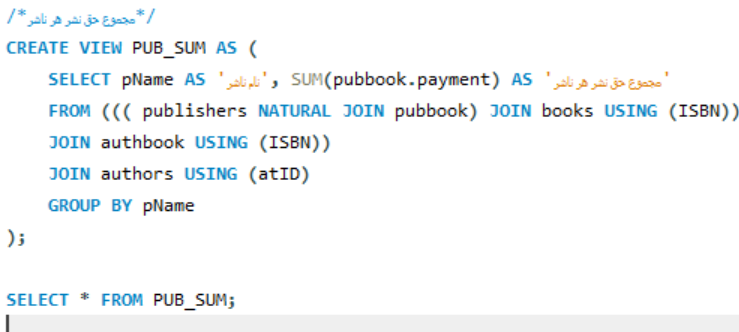 /*مجموع حق نشر هر ناشر*/
CREATE VIEW PUB_SUM AS (
SELECT pName AS 'نام ناشر', SUM(pubbook.payment) AS 'مجموع حق نشر هر ناشر'
FROM ((( publishers NATURAL JOIN pubbook) JOIN books USING (ISBN))
JOIN authbook USING (ISBN))
JOIN authors USING (atID)
GROUP BY pName
);
SELECT * FROM PUB_SUM;